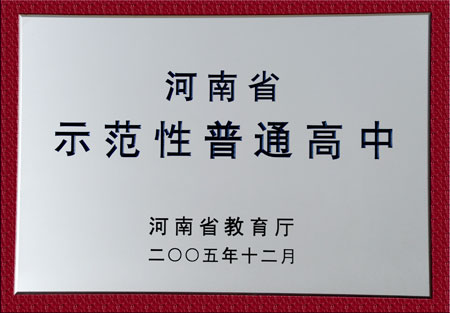 河南省
示范性普通高中
河南省教育厅
二〇〇五年十二月